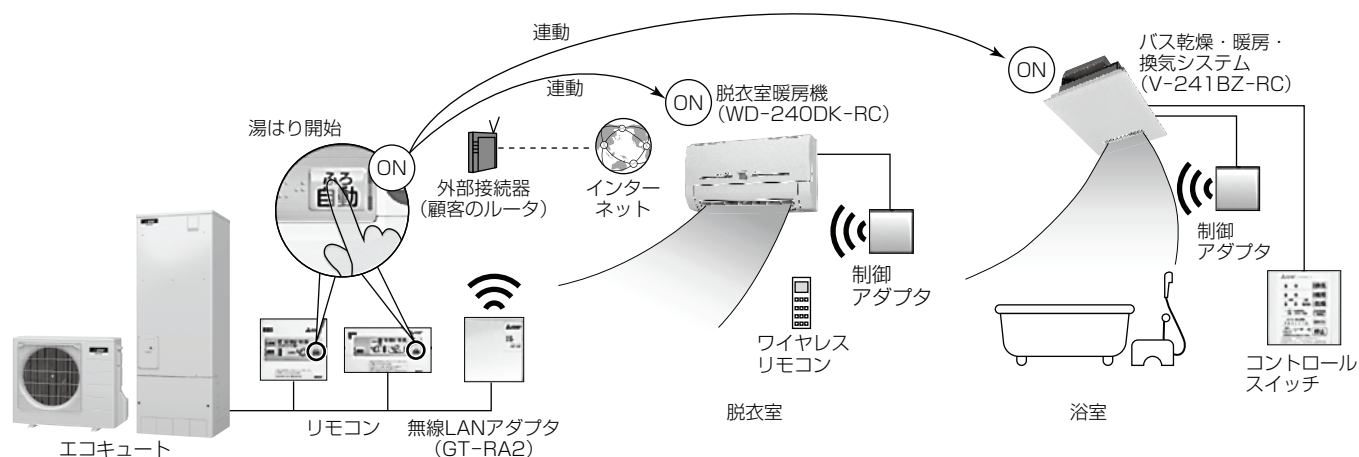 連動
連動
ON
バス乾燥・暖房・
換気システム
(V-241BZ-RC)
ON
脱衣室暖房機
(WD-240DK-RC)
湯はり開始
ON
ふろ
自動
外部接続器
(顧客のルータ)
インター
ネット
制御
アダプタ
制御
アダプタ
ワイヤレス
リモコン
コントロール
スイッチ
脱衣室
浴室
リモコン
無線LANアダプタ
(GT-RA2)
エコキュート